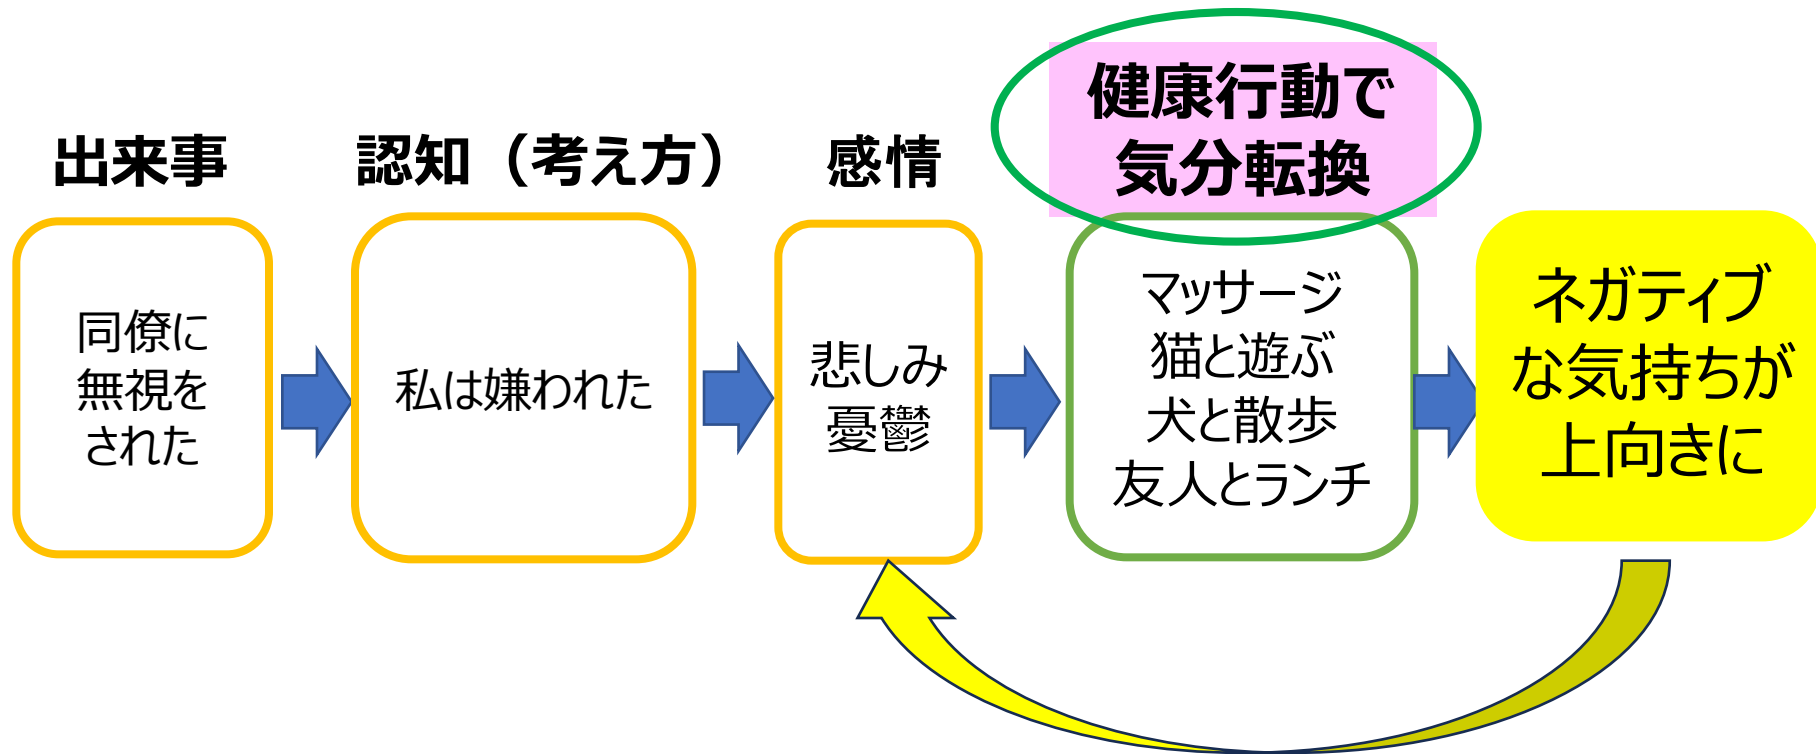 出来事
同僚に
無視を
された
認知（考え方）
私は嫌われた
感情
悲しみ
憂鬱
健康行動で
気分転換
マッサージ
猫と遊ぶ
犬と散歩
友人とランチ
ネガティブ
な気持ちが
上向きに